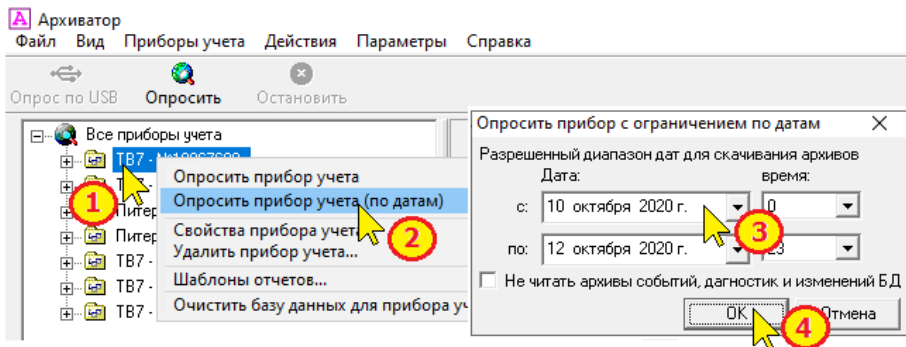 Архиватор
Файл Вид Приборы учета Действия Параметры Справка
Опрос по USB Опросить Остановить
Все приборы учета
ТВ7 -
1
Питер
Питер
ТВ7 -
ТВ7 -
ТВ7 -
Опросить прибор учета
Опросить прибор учета (по датам)
2
Свойства прибора учет
Удалить прибор учета...
Шаблоны отчетов...
Очистить базу данных для прибора уч
Опросить прибор с ограничением по датам
Разрешенный диапазон дат для скачивания архивов
Дата: время:
с: 10 октября 2020 г. 0
3
по: 12 октября 2020 г. 23
Не читать архивы событий, дагностик и изменений БД
OK Отмена
4